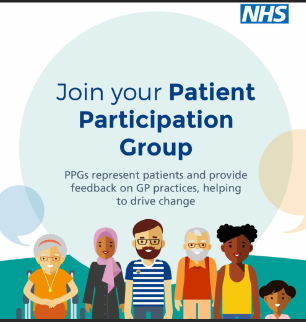 NHS
Join your Patient
Participation
Group
PPGs represent patients and provide
feedback on GP practices, helping
to drive change